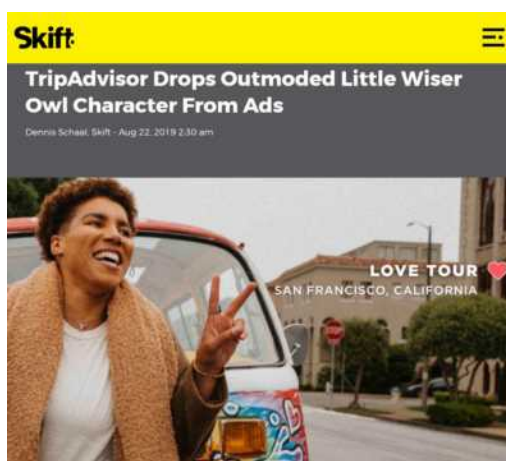 Skift
TripAdvisor Drops Outmoded Little Wiser
Owl Character From Ads
Dennis Schaal, Skift - Aug 22, 2019 2:30 am
LOVE TOUR
SAN FRANCISCO, CALIFORNIA